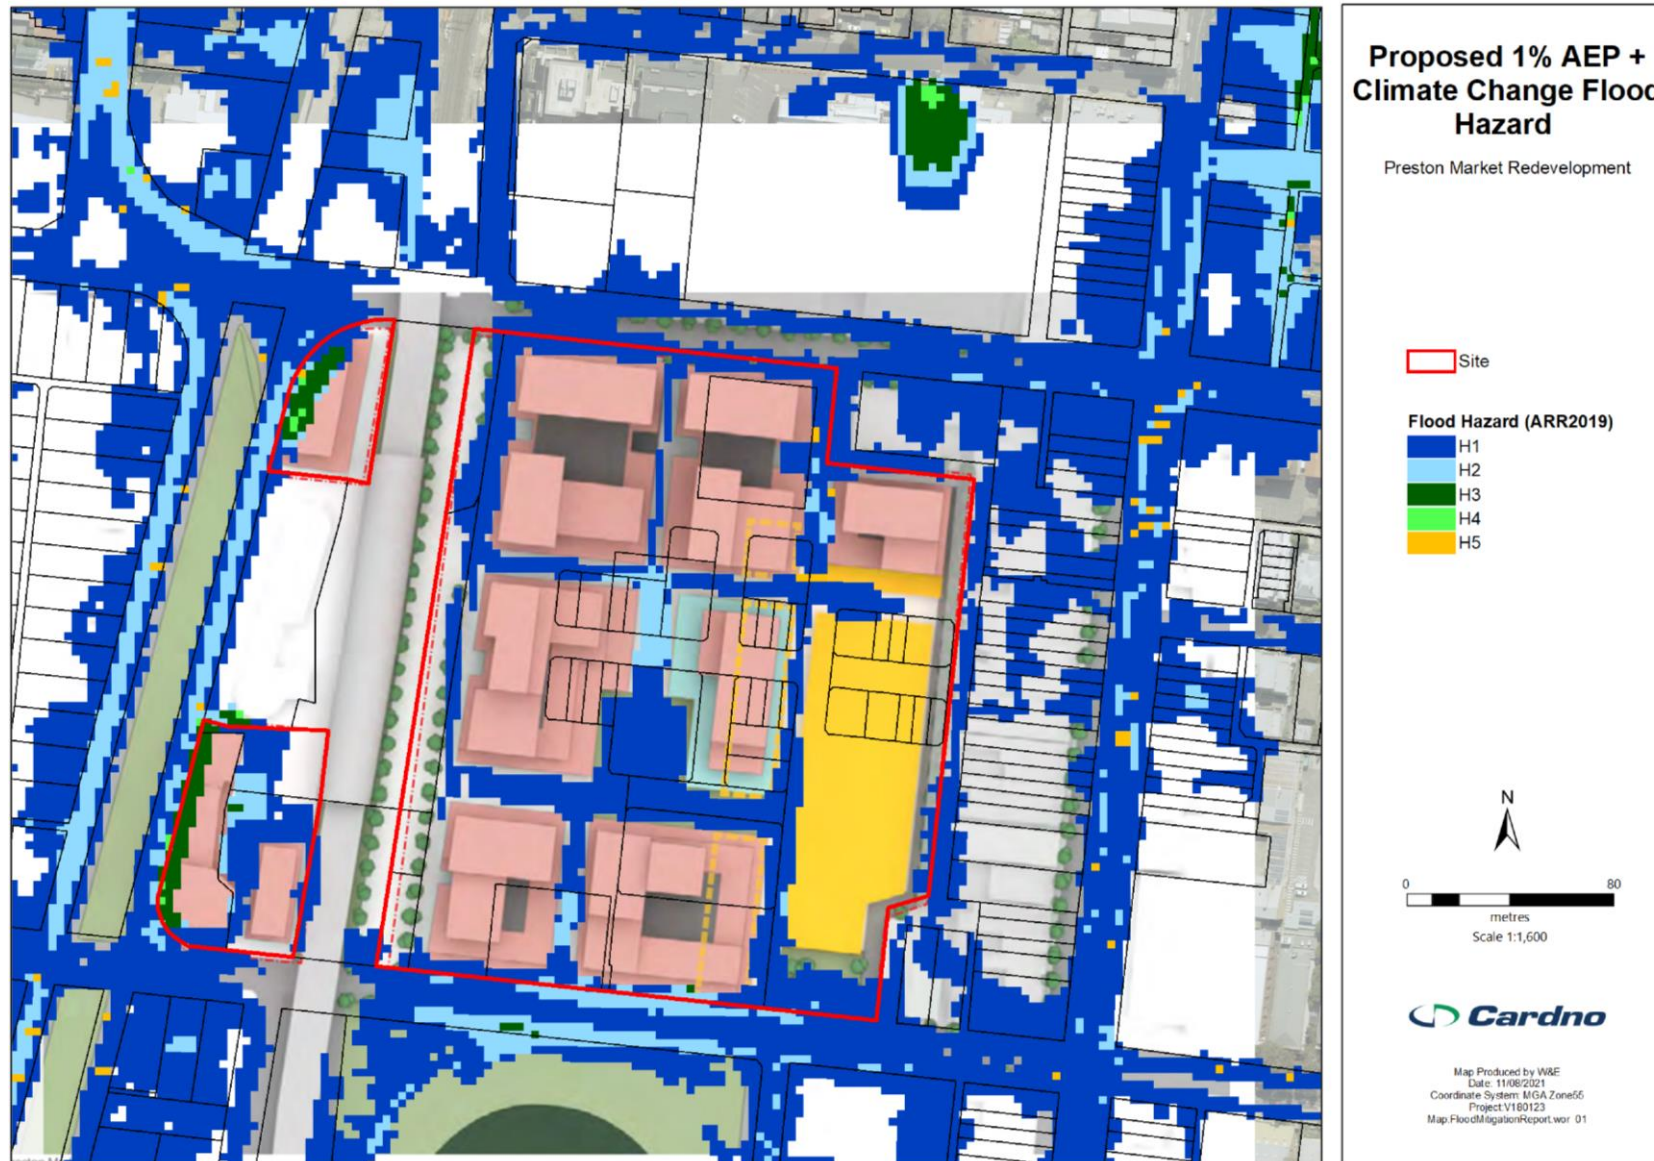 Proposed 1% AEP +
Climate Change Flood
Hazard
Preston Market Redevelopment
Site
Flood Hazard (ARR2019)
H1
H2
H3
H4
H5
N
0 80
metres
Scale 1:1,600
Cardno
Map Produced by W&E
Date: 11/08/2021
Coordinate System: MGA Zone55
Project:V180123
Map:FloodMitigationReport.wor 01